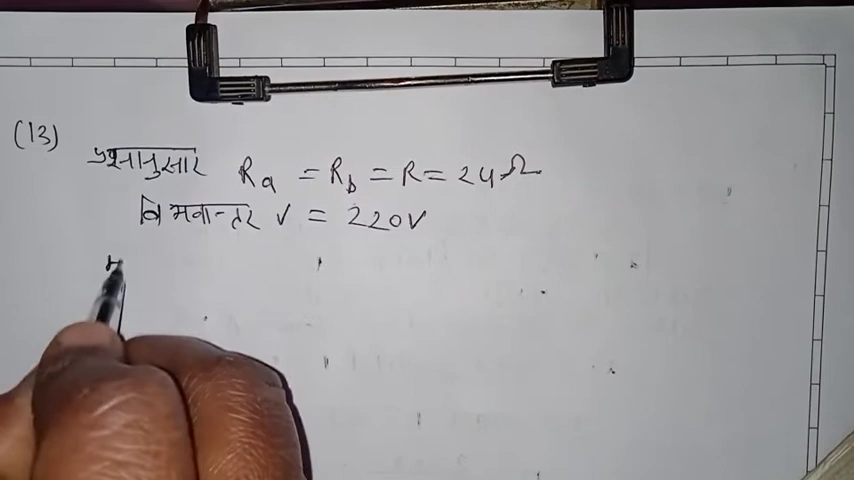 (13)
प्रश्नानुसार Ra = Rb = R = 24Ω
विभवान्तर V = 220V